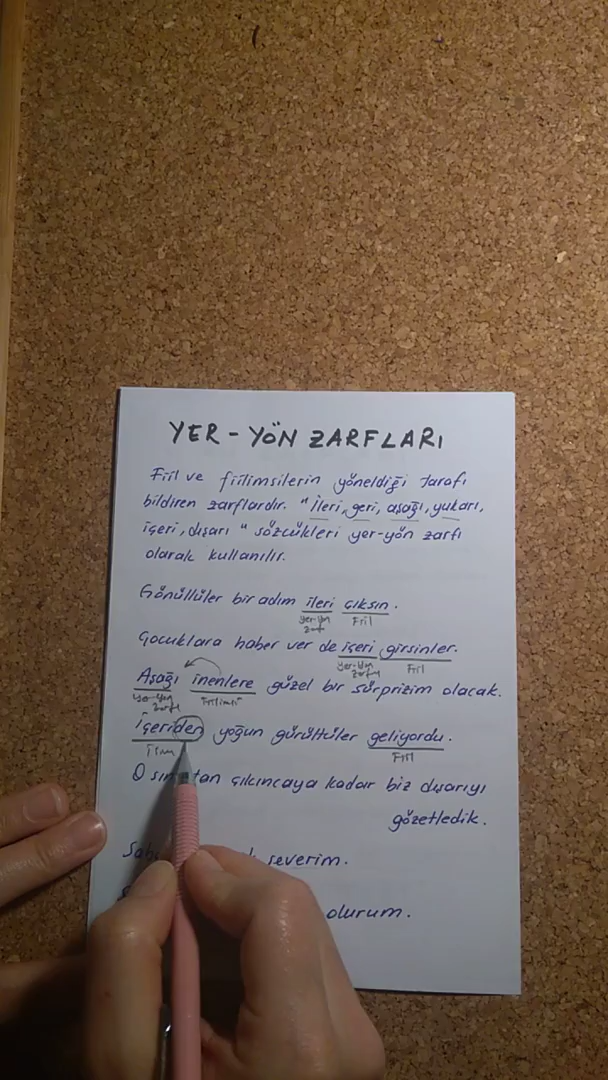 YER-YÖN ZARFLARI
Fiil ve fiilimsilerin yöneldiği tarafı
bildiren zarflardır. "İleri, geri, aşağı, yukarı,
içeri, dışarı" sözcükleri yer-yön zarfı
olarak kullanılır.
Gönüllüler bir adım ileri çıksın.
yer-yön zarfı Fiil
Çocuklara haber ver de içeri girsinler.
yer-yön zarfı Fiil
Aşağı inenlere güzel bir sürprizim olacak.
yer-yön zarfı Fiilimsi
İçeriden yoğun gürültüler geliyordu.
İsim Fiil
O çıkıncaya kadar biz dışarıyı
gözetledik.
severim.
olurum.